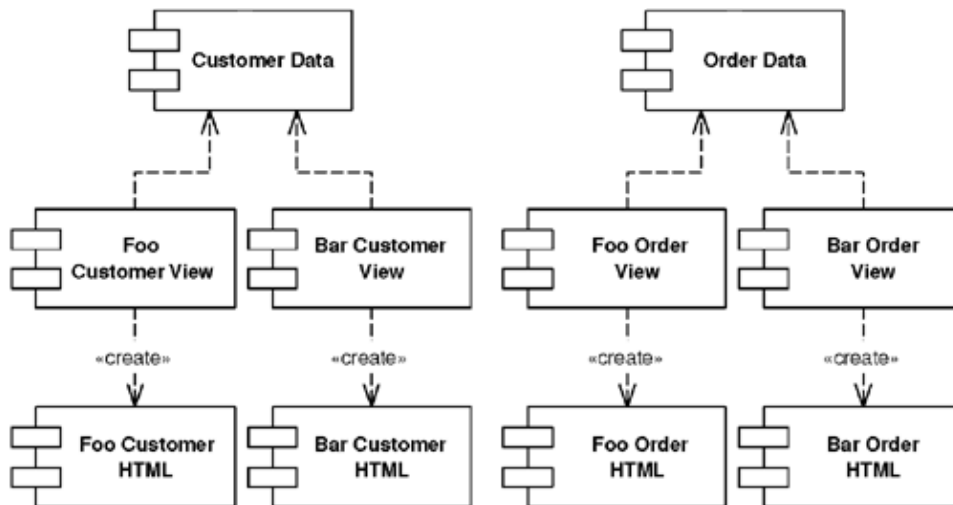 Customer Data
Order Data
Foo
Customer View
Bar Customer
View
Foo Order
View
Bar Order
View
«create»
«create»
«create»
«create»
Foo Customer
HTML
Bar Customer
HTML
Foo Order
HTML
Bar Order
HTML